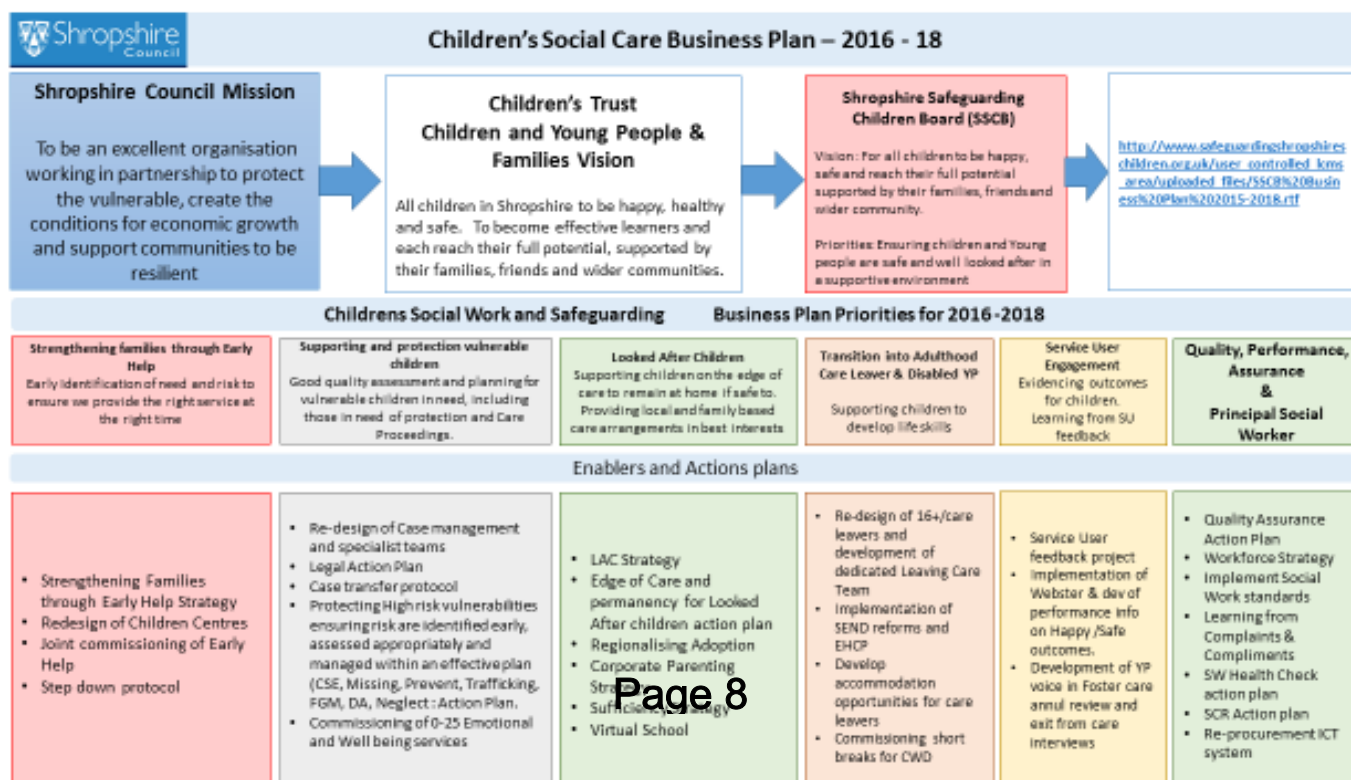 Shropshire
Council
Children's Social Care Business Plan – 2016 - 18
Shropshire Council Mission
To be an excellent organisation
working in partnership to protect
the vulnerable, create the
conditions for economic growth
and support communities to be
resilient
Children's Trust
Children and Young People &
Families Vision
All children in Shropshire to be happy, healthy
and safe. To become effective learners and
each reach their full potential, supported by
their families, friends and wider communities.
Shropshire Safeguarding
Children Board (SSCB)
Vision: For all children to be happy,
safe and reach their full potential
supported by their families, friends and
wider community.
Priorities: Ensuring children and Young
people are safe and well looked after in
a supportive environment
http://www.safeguardingshropshires
children.org.uk/user_controlled_lcms
_area/uploaded_files/SSCB%20Busin
ess%20Plan%202015-2018.rtf
Childrens Social Work and Safeguarding Business Plan Priorities for 2016-2018
Strengthening families through Early
Help
Early Identification of need and risk to
ensure we provide the right service at
the right time
Supporting and protection vulnerable
children
Good quality assessment and planning for
vulnerable children in need, including
those in need of protection and Care
Proceedings.
Looked After Children
Supporting children on the edge of
care to remain at home if safe to.
Providing local and family based
care arrangements in best interests
Transition into Adulthood
Care Leaver & Disabled YP
Supporting children to
develop life skills
Service User
Engagement
Evidencing outcomes
for children.
Learning from SU
feedback
Quality, Performance,
Assurance
&
Principal Social
Worker
Enablers and Actions plans
• Strengthening Families
through Early Help Strategy
• Redesign of Children Centres
• Joint commissioning of Early
Help
• Step down protocol
• Re-design of Case management
and specialist teams
• Legal Action Plan
• Case transfer protocol
• Protecting High risk vulnerabilities
ensuring risk are identified early,
assessed appropriately and
managed within an effective plan
(CSE, Missing, Prevent, Trafficking,
FGM, DA, Neglect : Action Plan.
• Commissioning of 0-25 Emotional
and Well being services
• LAC Strategy
• Edge of Care and
permanency for Looked
After children action plan
• Regionalising Adoption
• Corporate Parenting
Strategy
• Sufficiency Strategy
• Virtual School
Page 8
• Re-design of 16+/care
leavers and
development of
dedicated Leaving Care
Team
• Implementation of
SEND reforms and
EHCP
• Develop
accommodation
opportunities for care
leavers
• Commissioning short
breaks for CWD
• Service User
feedback project
• Implementation of
Webster & dev of
performance info
on Happy /Safe
outcomes.
• Development of YP
voice in Foster care
annul review and
exit from care
interviews
• Quality Assurance
Action Plan
• Workforce Strategy
• Implement Social
Work standards
• Learning from
Complaints &
Compliments
• SW Health Check
action plan
• SCR Action plan
• Re-procurement ICT
system